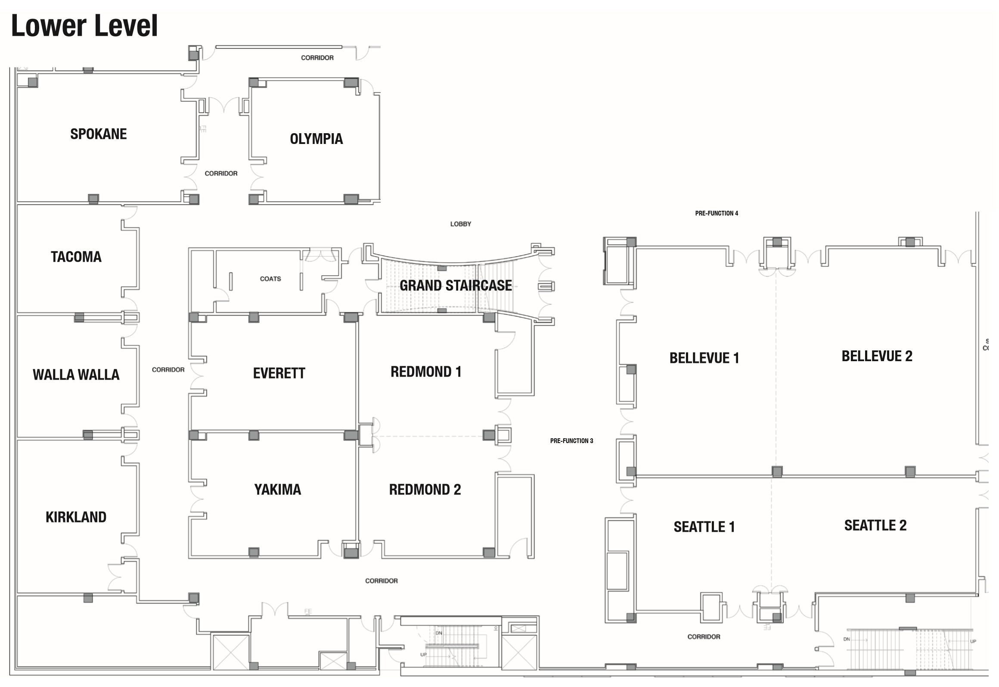 Lower Level
CORRIDOR
SPOKANE
FE
OLYMPIA
CORRIDOR
PRE-FUNCTION 4
LOBBY
TACOMA
COATS
GRAND STAIRCASE
BELLEVUE 1
BELLEVUE 2
WALLA WALLA
CORRIDOR
EVERETT
REDMOND 1
PRE-FUNCTION 3
KIRKLAND
YAKIMA
REDMOND 2
SEATTLE 1
SEATTLE 2
CORRIDOR
FE
FE
DN
UP
CORRIDOR
DN
UP